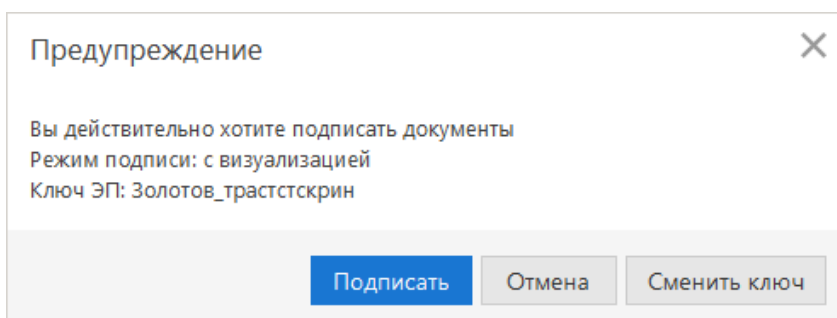 Предупреждение
Вы действительно хотите подписать документы
Режим подписи: с визуализацией
Ключ ЭП: Золотов_трастстскрин
Подписать
Отмена
Сменить ключ